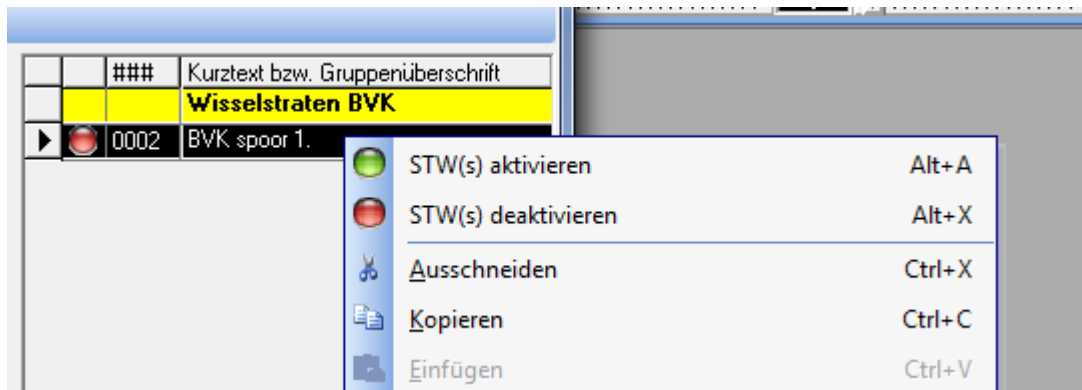 ### Kurztext bzw. Gruppenüberschrift
Wisselstraten BVK
0002 BVK spoor 1.
STW(s) aktivieren Alt+A
STW(s) deaktivieren Alt+X
Ausschneiden Ctrl+X
Kopieren Ctrl+C
Einfügen Ctrl+V